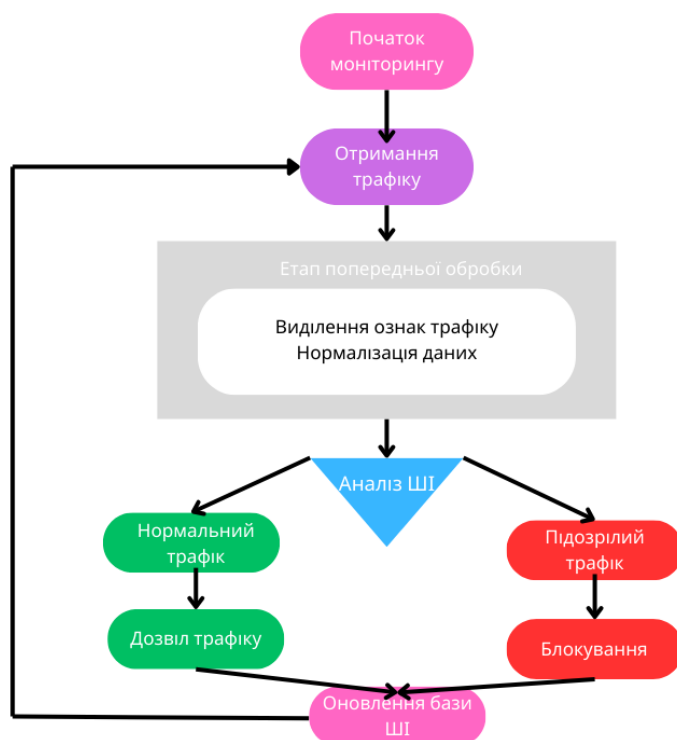 Початок
моніторингу
Отримання
трафіку
Етап попередньої обробки
Виділення ознак трафіку
Нормалізація даних
Аналіз ШІ
Нормальний
трафік
Підозрілий
трафік
Дозвіл трафіку
Блокування
Оновлення бази
ШІ